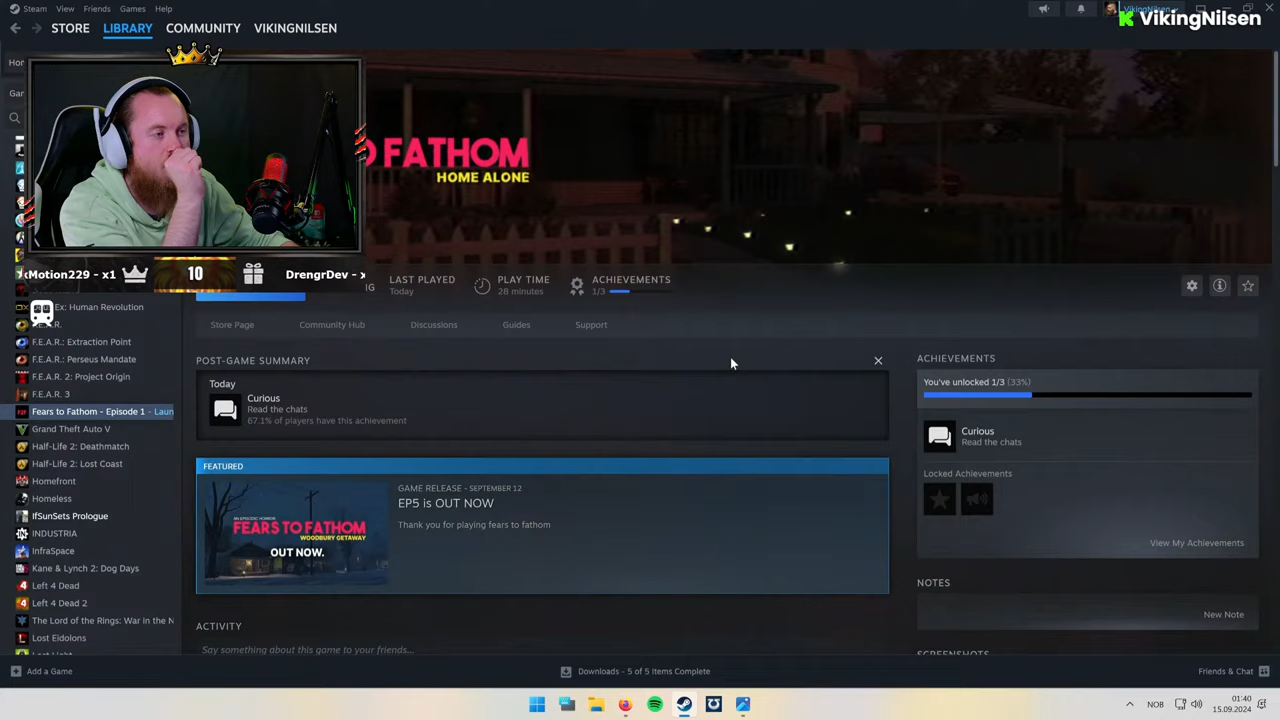 Steam View Friends Games Help
VikingNilsen
STORE LIBRARY COMMUNITY VIKINGNILSEN
VikingNilsen
FATHOM
HOME ALONE
Motion229 - x1
10
DrengrDev -
LAST PLAYED
Today
PLAY TIME
28 minutes
ACHIEVEMENTS
1/3
Store Page Community Hub Discussions Guides Support
Ex: Human Revolution
F.E.A.R.: Extraction Point
F.E.A.R.: Perseus Mandate
F.E.A.R. 2: Project Origin
F.E.A.R. 3
Fears to Fathom - Episode 1 - Laun
Grand Theft Auto V
Half-Life 2: Deathmatch
Half-Life 2: Lost Coast
Homefront
Homeless
IfSunSets Prologue
INDUSTRIA
InfraSpace
Kane & Lynch 2: Dog Days
Left 4 Dead
Left 4 Dead 2
The Lord of the Rings: War in the N
Lost Eidolons
POST-GAME SUMMARY
Today
Curious
Read the chats
67.1% of players have this achievement
FEATURED
AN EPISODIC HORROR
FEARS TO FATHOM
WOODBURY GETAWAY
OUT NOW.
GAME RELEASE - SEPTEMBER 12
EP5 is OUT NOW
Thank you for playing fears to fathom
ACTIVITY
Say something about this game to your friends...
ACHIEVEMENTS
You've unlocked 1/3 (33%)
Curious
Read the chats
Locked Achievements
View My Achievements
NOTES
New Note
SCREENSHOTS
Add a Game
Downloads - 5 of 5 Items Complete
Friends & Chat
NOB
01:40
15.09.2024